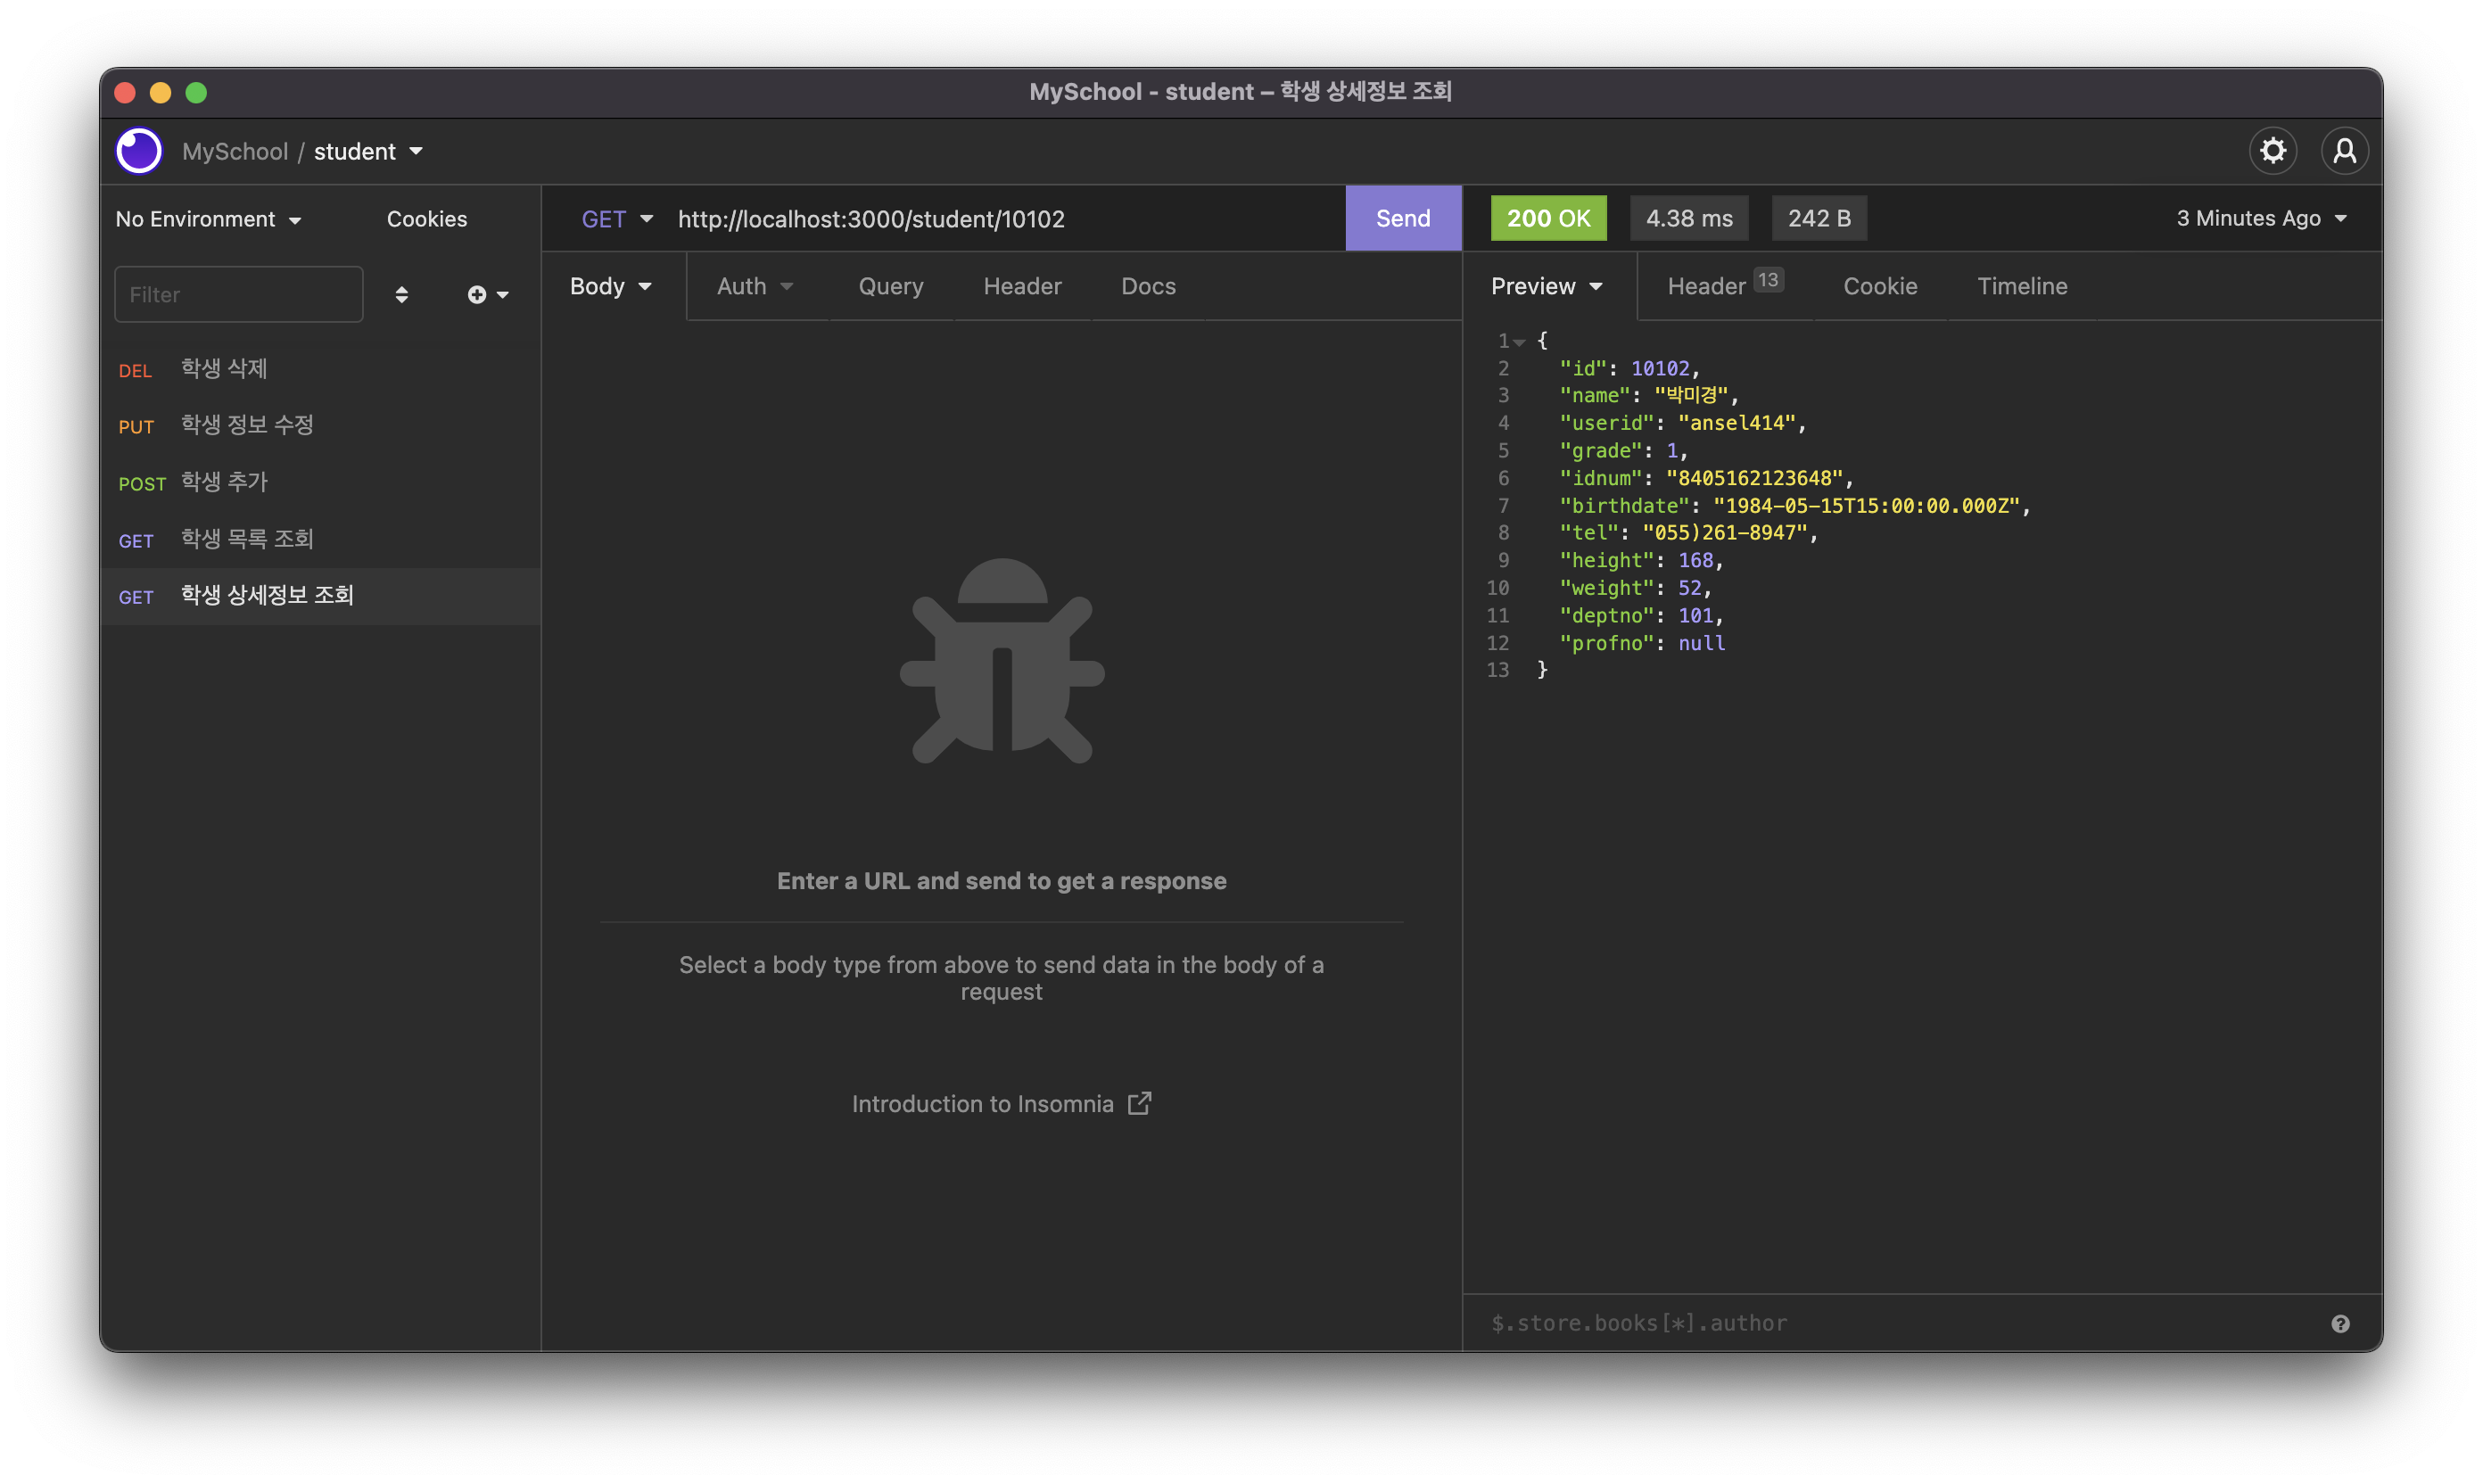 MySchool - student – 학생 상세정보 조회
MySchool / student
No Environment
Cookies
Filter
DEL 학생 삭제
PUT 학생 정보 수정
POST 학생 추가
GET 학생 목록 조회
GET 학생 상세정보 조회
GET http://localhost:3000/student/10102 Send
Body Auth Query Header Docs
Enter a URL and send to get a response
Select a body type from above to send data in the body of a
request
Introduction to Insomnia
200 OK 4.38 ms 242 B 3 Minutes Ago
Preview Header 13 Cookie Timeline
1 {
2 "id": 10102,
3 "name": "박미경",
4 "userid": "ansel414",
5 "grade": 1,
6 "idnum": "8405162123648",
7 "birthdate": "1984-05-15T15:00:00.000Z",
8 "tel": "055)261-8947",
9 "height": 168,
10 "weight": 52,
11 "deptno": 101,
12 "profno": null
13 }
$.store.books[*].author